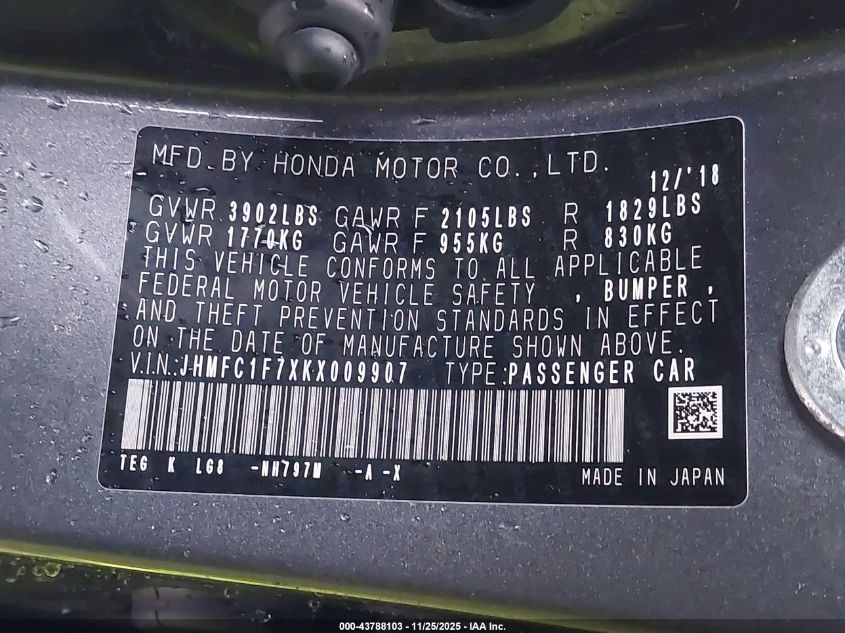 MFD. BY HONDA MOTOR CO., LTD. 12/'18
GVWR 3902LBS GAWR F 2105LBS R 1829LBS
GVWR 1770KG GAWR F 955KG R 830KG
THIS VEHICLE CONFORMS TO ALL APPLICABLE
FEDERAL MOTOR VEHICLE SAFETY , BUMPER ,
AND THEFT PREVENTION STANDARDS IN EFFECT
ON THE DATE OF MANUFACTURE SHOWN ABOVE.
V.I.N.:JHMFC1F7XKX009907 TYPE:PASSENGER CAR
TEG K LG8 -NH797M -A -X
MADE IN JAPAN
000-43788103 - 11/25/2025 - IAA Inc.